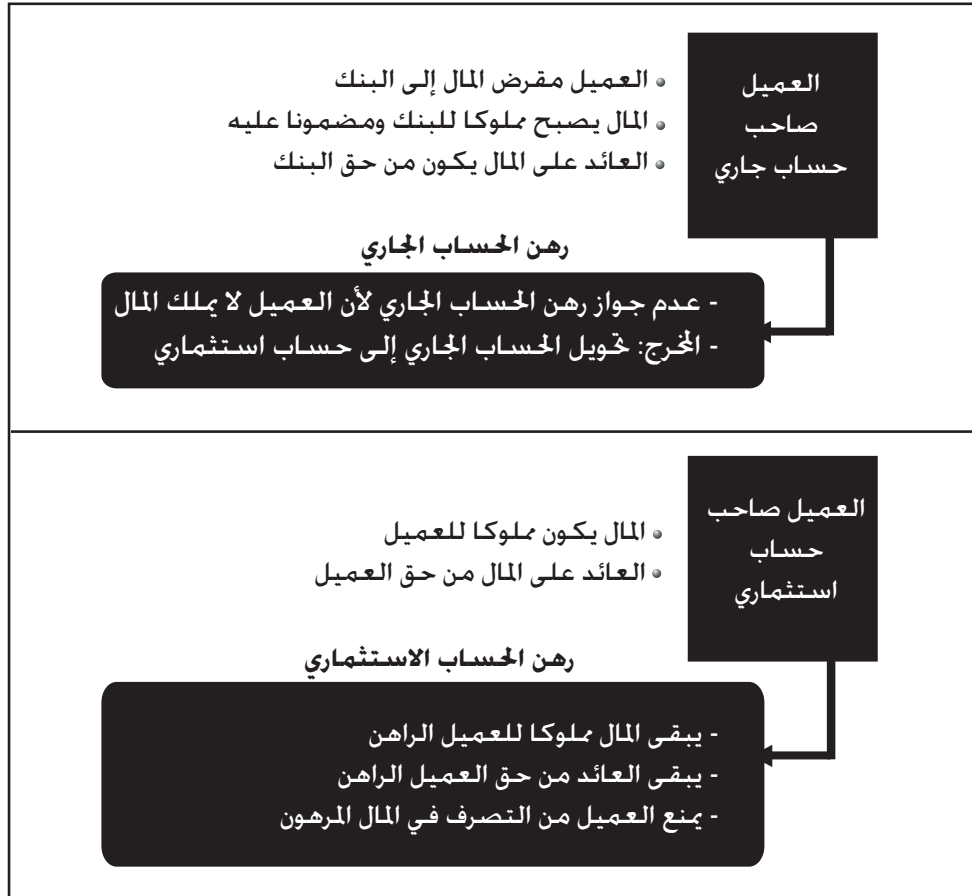 العميل
صاحب
حساب جاري
• العميل مقرض المال إلى البنك
• المال يصبح مملوكا للبنك ومضمونا عليه
• العائد على المال يكون من حق البنك
رهن الحساب الجاري
- عدم جواز رهن الحساب الجاري لأن العميل لا يملك المال
- المخرج: تحويل الحساب الجاري إلى حساب استثماري
العميل صاحب
حساب
استثماري
• المال يكون مملوكا للعميل
• العائد على المال من حق العميل
رهن الحساب الاستثماري
- يبقى المال مملوكا للعميل الراهن
- يبقى العائد من حق العميل الراهن
- يمنع العميل من التصرف في المال المرهون